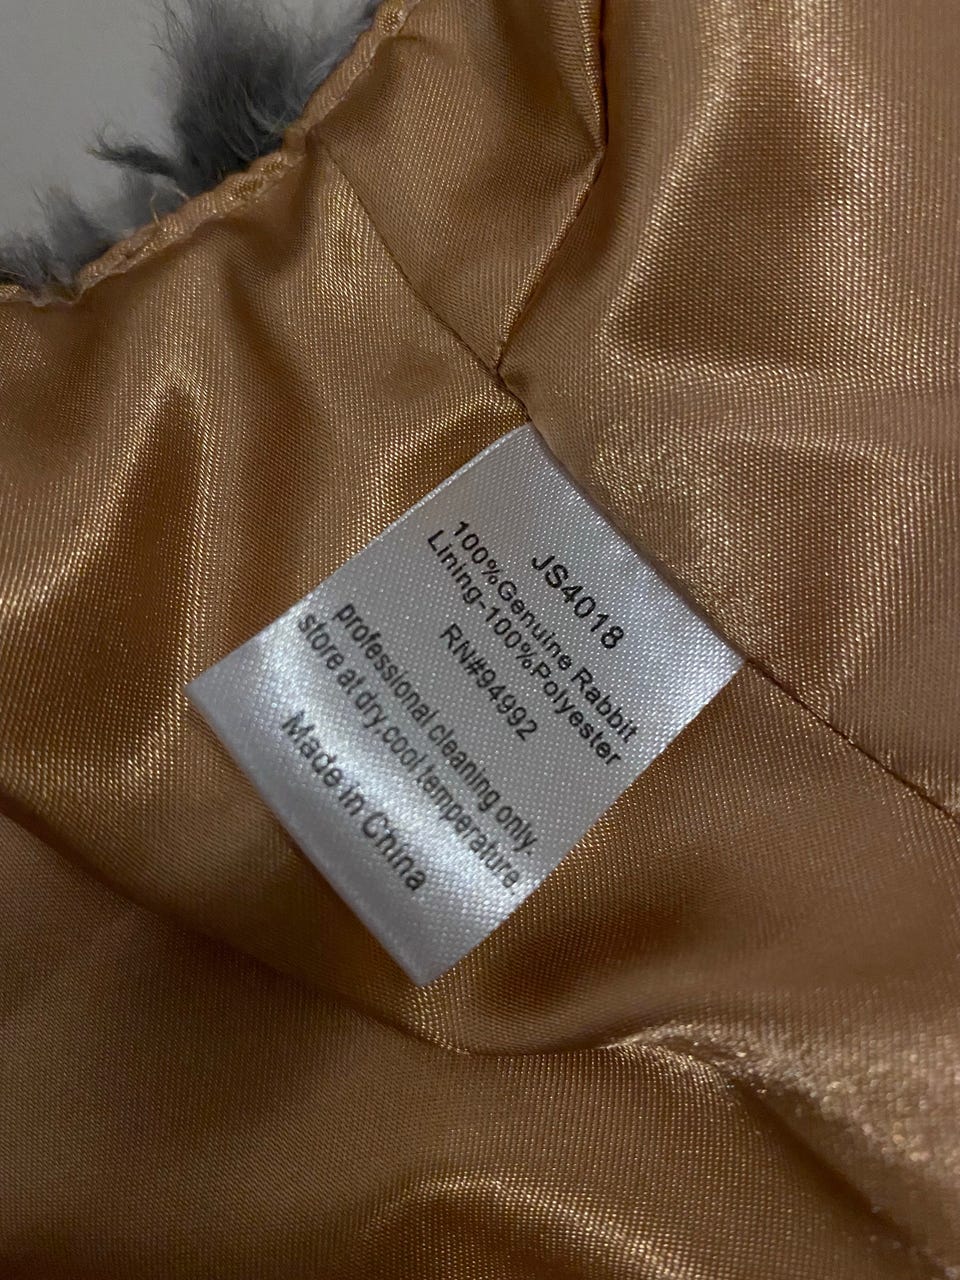 JS4018
100%Genuine Rabbit
Lining-100%Polyester
RN#94992
professional cleaning only.
store at dry.cool temperature.
Made in China